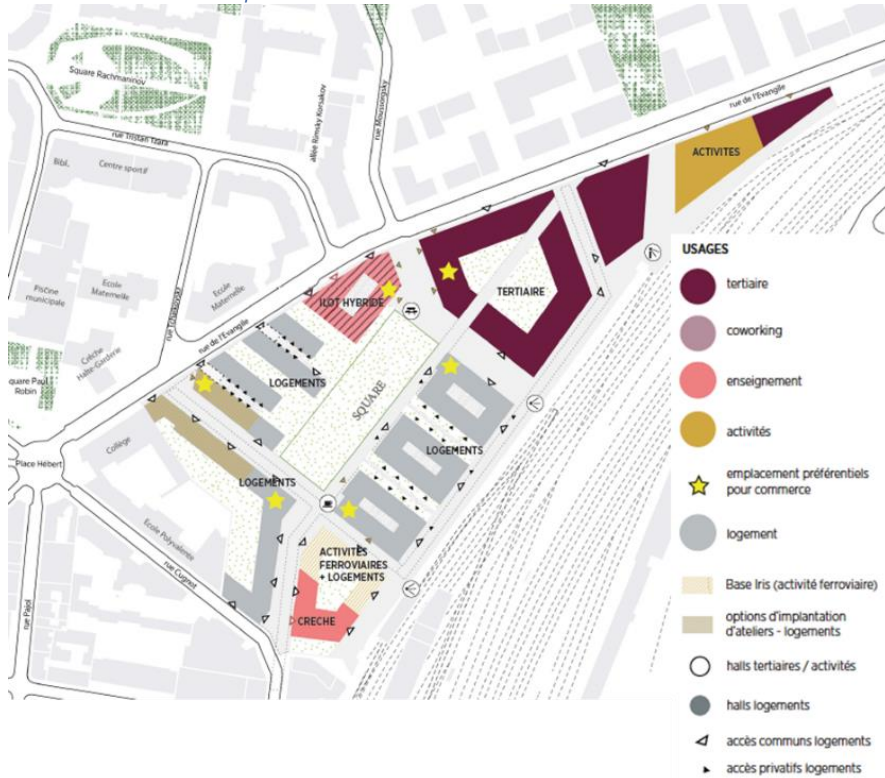 Square Rachmaninov
rue Tristan Tzara
allée Rimsky Korsakov
rue Moussorgsky
rue de l'Evangile
Bibl.
Centre sportif
ACTIVITES
Piscine
municipale
Ecole
Maternelle
Ecole
Maternelle
rue Tchaïkovsky
Crèche
Halte-Garderie
Square Paul
Robin
rue de l'Evangile
ILOT HYBRIDE
TERTIAIRE
LOGEMENTS
SQUARE
LOGEMENTS
Place Hébert
Collège
LOGEMENTS
Ecole Polyvalente
rue Cugnot
rue Pajol
ACTIVITÉS
FERROVIAIRES
+ LOGEMENTS
CRECHE
USAGES
tertiaire
coworking
enseignement
activités
emplacement préférentiels
pour commerce
logement
Base Iris (activité ferroviaire)
options d'implantation
d'ateliers - logements
halls tertiaires / activités
halls logements
accès communs logements
accès privatifs logements